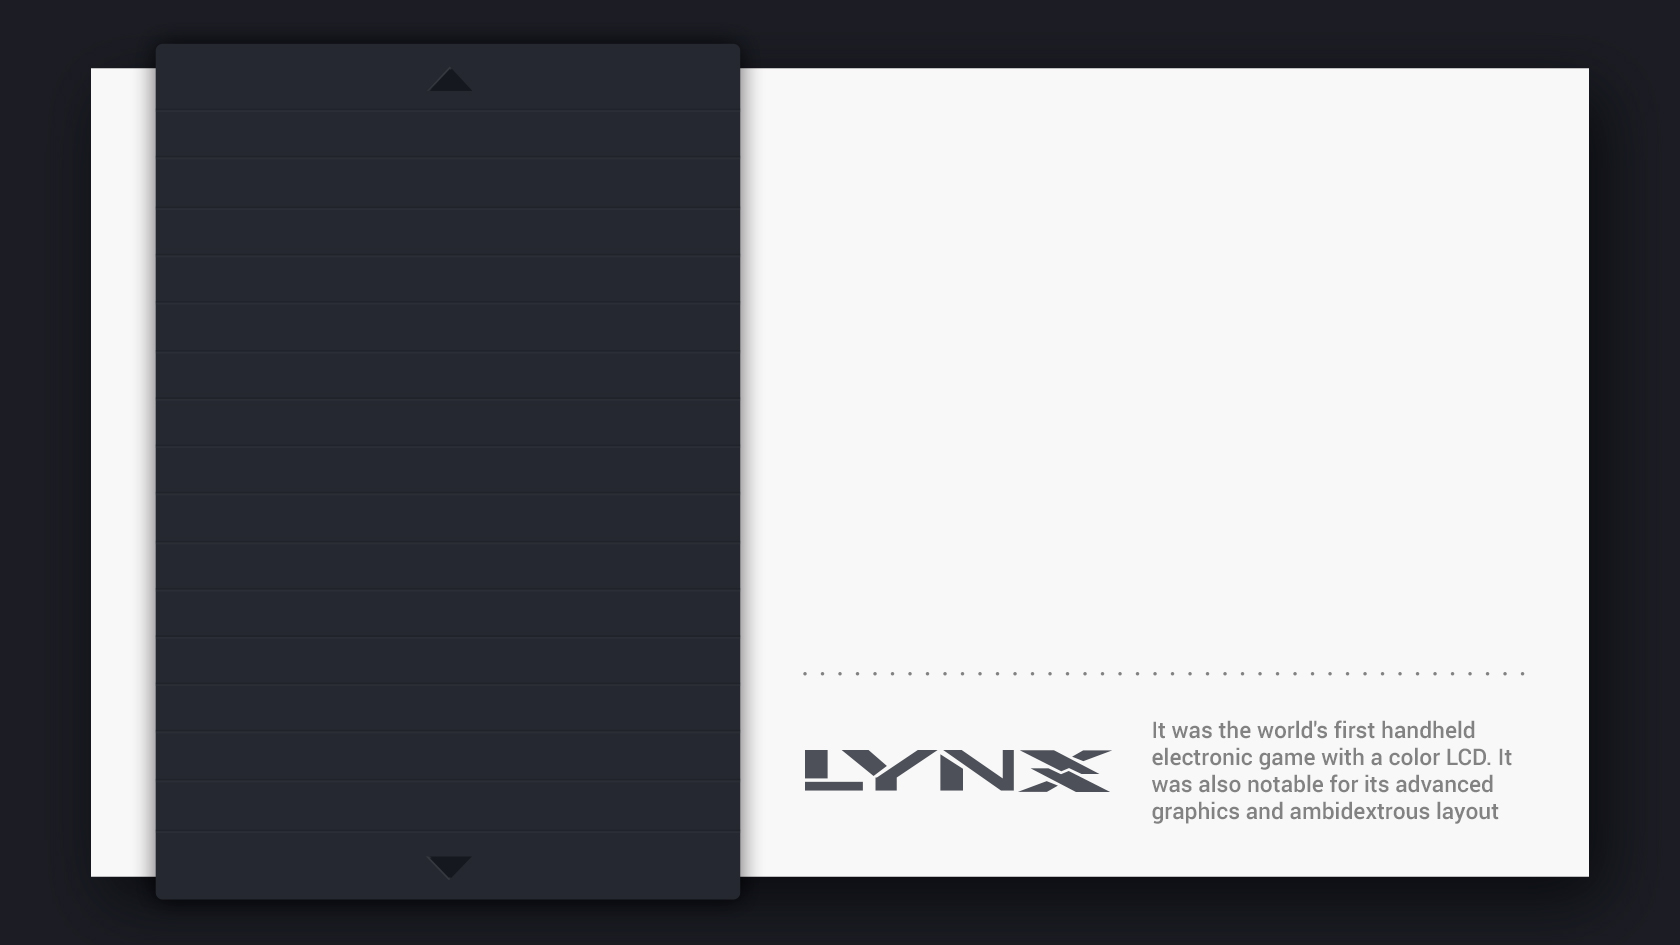 LYNX
It was the world's first handheld
electronic game with a color LCD. It
was also notable for its advanced
graphics and ambidextrous layout